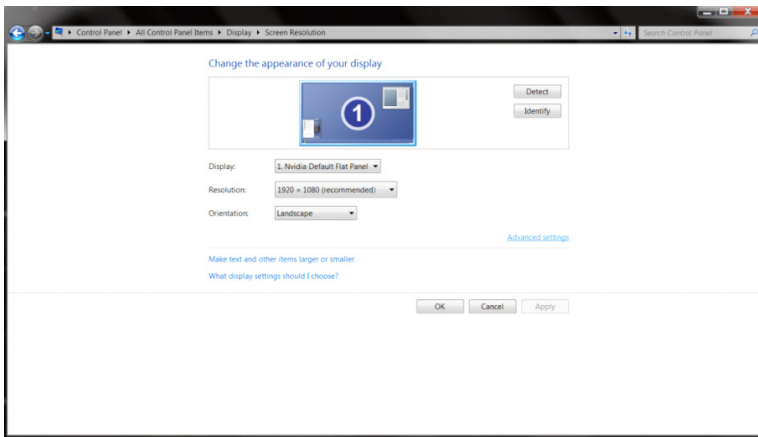 Control Panel ▸ All Control Panel Items ▸ Display ▸ Screen Resolution
Search Control Panel
Change the appearance of your display
1
Detect
Identify
Display: 1. Nvidia Default Flat Panel
Resolution: 1920 × 1080 (recommended)
Orientation: Landscape
Advanced settings
Make text and other items larger or smaller
What display settings should I choose?
OK Cancel Apply